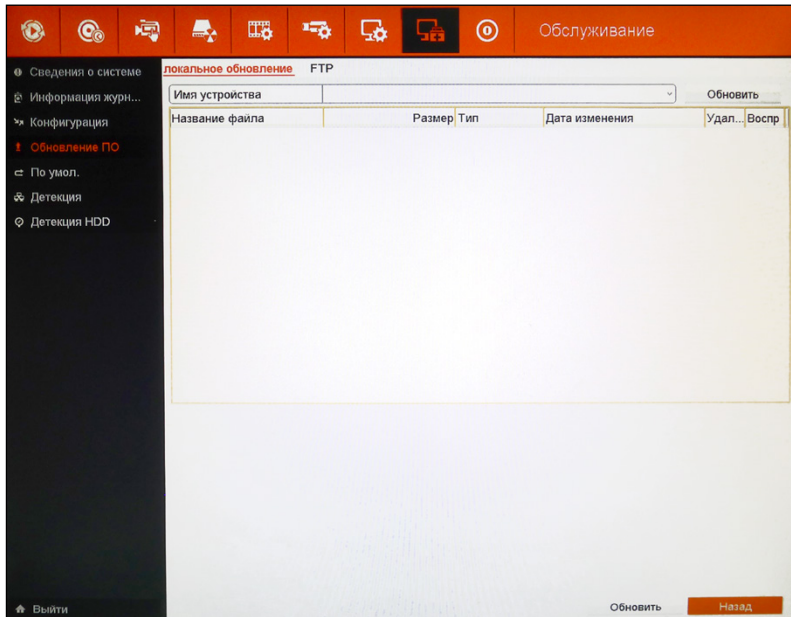 Обслуживание
Сведения о системе
Информация журн...
Конфигурация
Обновление ПО
По умол.
Детекция
Детекция HDD
Выйти
локальное обновление FTP
Имя устройства Обновить
Название файла Размер Тип Дата изменения Удал... Воспр
Обновить Назад